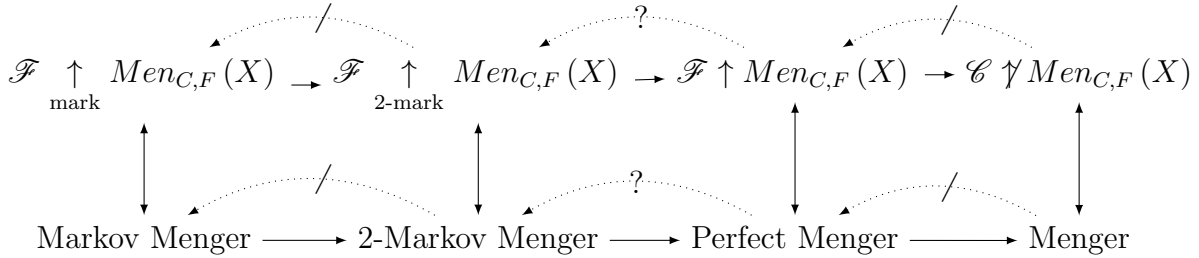 ?
ℱ ↑ Men_{C,F} (X) → ℱ ↑ Men_{C,F} (X) → ℱ ↑ Men_{C,F} (X) → 𝒞 ↑̸ Men_{C,F} (X)
mark 2-mark
?
Markov Menger 2-Markov Menger Perfect Menger Menger